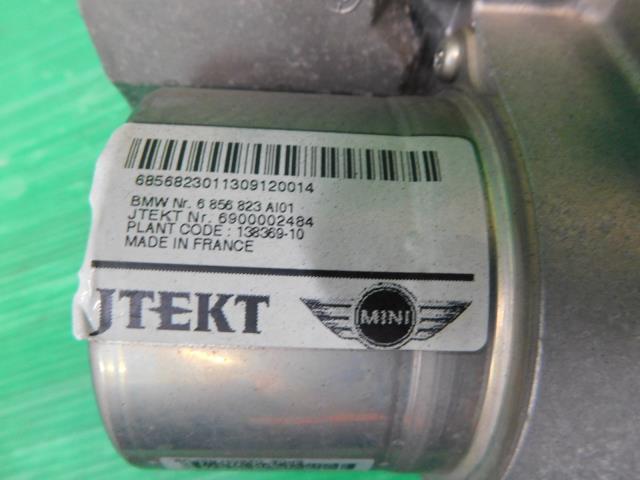 6856823011309120014
BMW Nr. 6 856 823 AI01
JTEKT Nr. 6900002484
PLANT CODE : 138369-10
MADE IN FRANCE
JTEKT
MINI